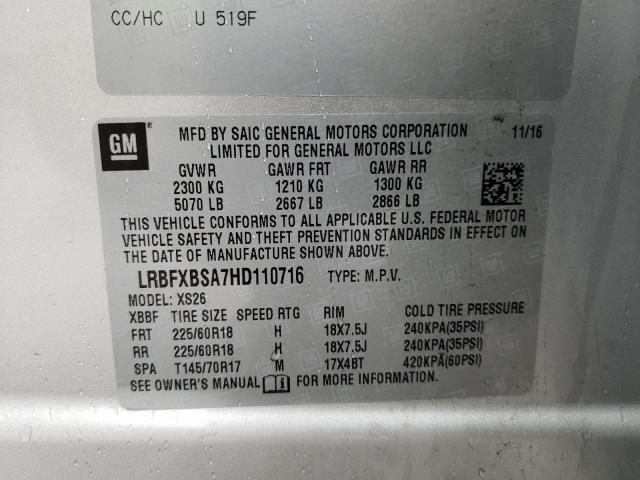 CC/HC U 519F
GM ®
MFD BY SAIC GENERAL MOTORS CORPORATION 11/16
LIMITED FOR GENERAL MOTORS LLC
GVWR GAWR FRT GAWR RR
2300 KG 1210 KG 1300 KG
5070 LB 2667 LB 2866 LB
THIS VEHICLE CONFORMS TO ALL APPLICABLE U.S. FEDERAL MOTOR
VEHICLE SAFETY AND THEFT PREVENTION STANDARDS IN EFFECT ON
THE DATE OF MANUFACTURE SHOWN ABOVE.
LRBFXBSA7HD110716 TYPE: M.P.V.
MODEL: XS26
XBBF TIRE SIZE SPEED RTG RIM COLD TIRE PRESSURE
FRT 225/60R18 H 18X7.5J 240KPA(35PSI)
RR 225/60R18 H 18X7.5J 240KPA(35PSI)
SPA T145/70R17 M 17X4BT 420KPA(60PSI)
SEE OWNER'S MANUAL FOR MORE INFORMATION.